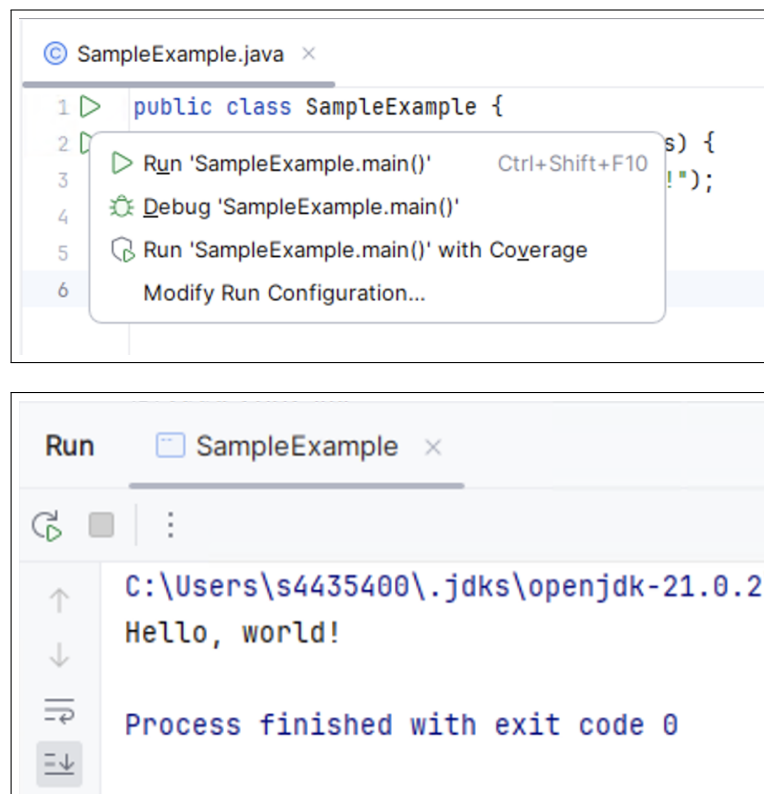 SampleExample.java
1 public class SampleExample {
2 s) {
3 !");
4
5
6
Run 'SampleExample.main()' Ctrl+Shift+F10
Debug 'SampleExample.main()'
Run 'SampleExample.main()' with Coverage
Modify Run Configuration...
Run SampleExample
C:\Users\s4435400\.jdks\openjdk-21.0.2
Hello, world!
Process finished with exit code 0